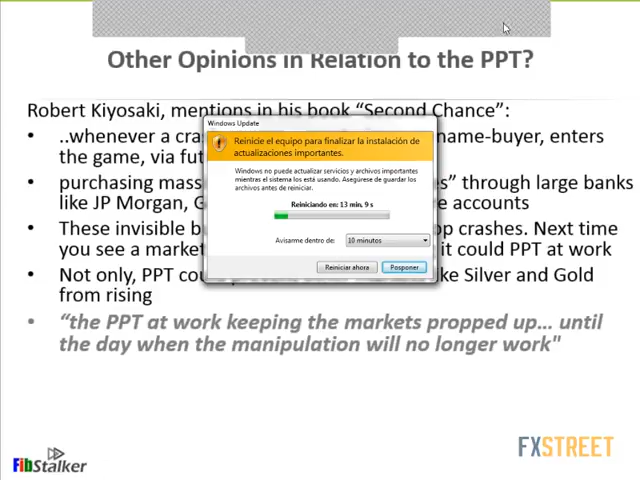 Other Opinions in Relation to the PPT?
Robert Kiyosaki, mentions in his book “Second Chance”:
• ..whenever a name-buyer, enters
the game, via
• purchasing through large banks
like JP Morgan, accounts
• These invisible crashes. Next time
you see a it could PPT at work
• Not only, PPT like Silver and Gold
from rising
• “the PPT at work keeping the markets propped up… until
the day when the manipulation will no longer work"
Windows Update
Reinicie el equipo para finalizar la instalación de
actualizaciones importantes.
Windows no puede actualizar servicios y archivos importantes
mientras el sistema los está usando. Asegúrese de guardar los
archivos antes de reiniciar.
Reiniciando en: 13 min, 9 s
Avisarme dentro de: 10 minutos
Reiniciar ahora Posponer
FibStalker
FXSTREET